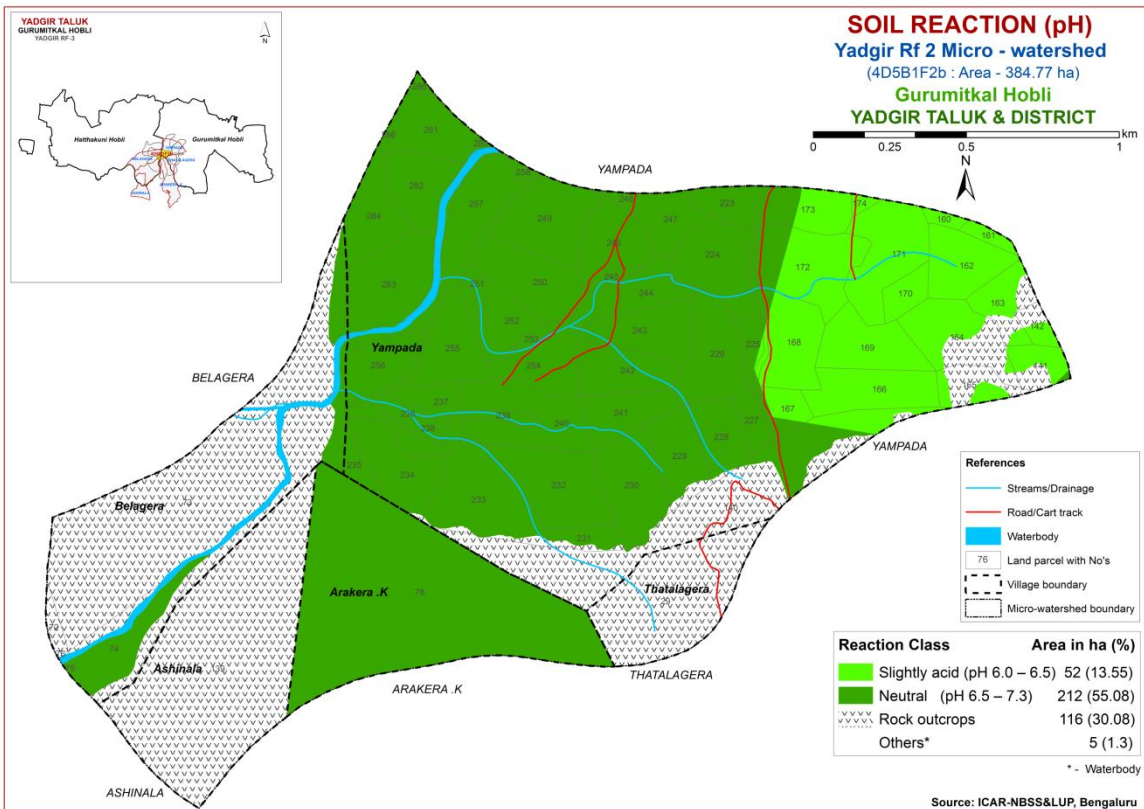 YADGIR TALUK
GURUMITKAL HOBLI
YADGIR RF-3
N
Hatthakuni Hobli
Gurumitkal Hobli
SOIL REACTION (pH)
Yadgir Rf 2 Micro - watershed
(4D5B1F2b : Area - 384.77 ha)
Gurumitkal Hobli
YADGIR TALUK & DISTRICT
0 0.25 0.5 1 km
N
YAMPADA
281
282
257
249
247
223
173
174
160
161
284
224
172
171
162
283
251
250
244
170
163
252
243
142
253
255
226
225
168
169
164
Yampada
256
254
242
141
BELAGERA
166
237
239
240
241
227
167
238
228
YAMPADA
235
234
229
233
232
230
231
Belagera
Arakera .K
78
Thatalagera
74
Ashinala
THATALAGERA
ARAKERA .K
ASHINALA
References
Streams/Drainage
Road/Cart track
Waterbody
76 Land parcel with No's
Village boundary
Micro-watershed boundary
Reaction Class Area in ha (%)
Slightly acid (pH 6.0 – 6.5) 52 (13.55)
Neutral (pH 6.5 – 7.3) 212 (55.08)
Rock outcrops 116 (30.08)
Others* 5 (1.3)
* - Waterbody
Source: ICAR-NBSS&LUP, Bengaluru